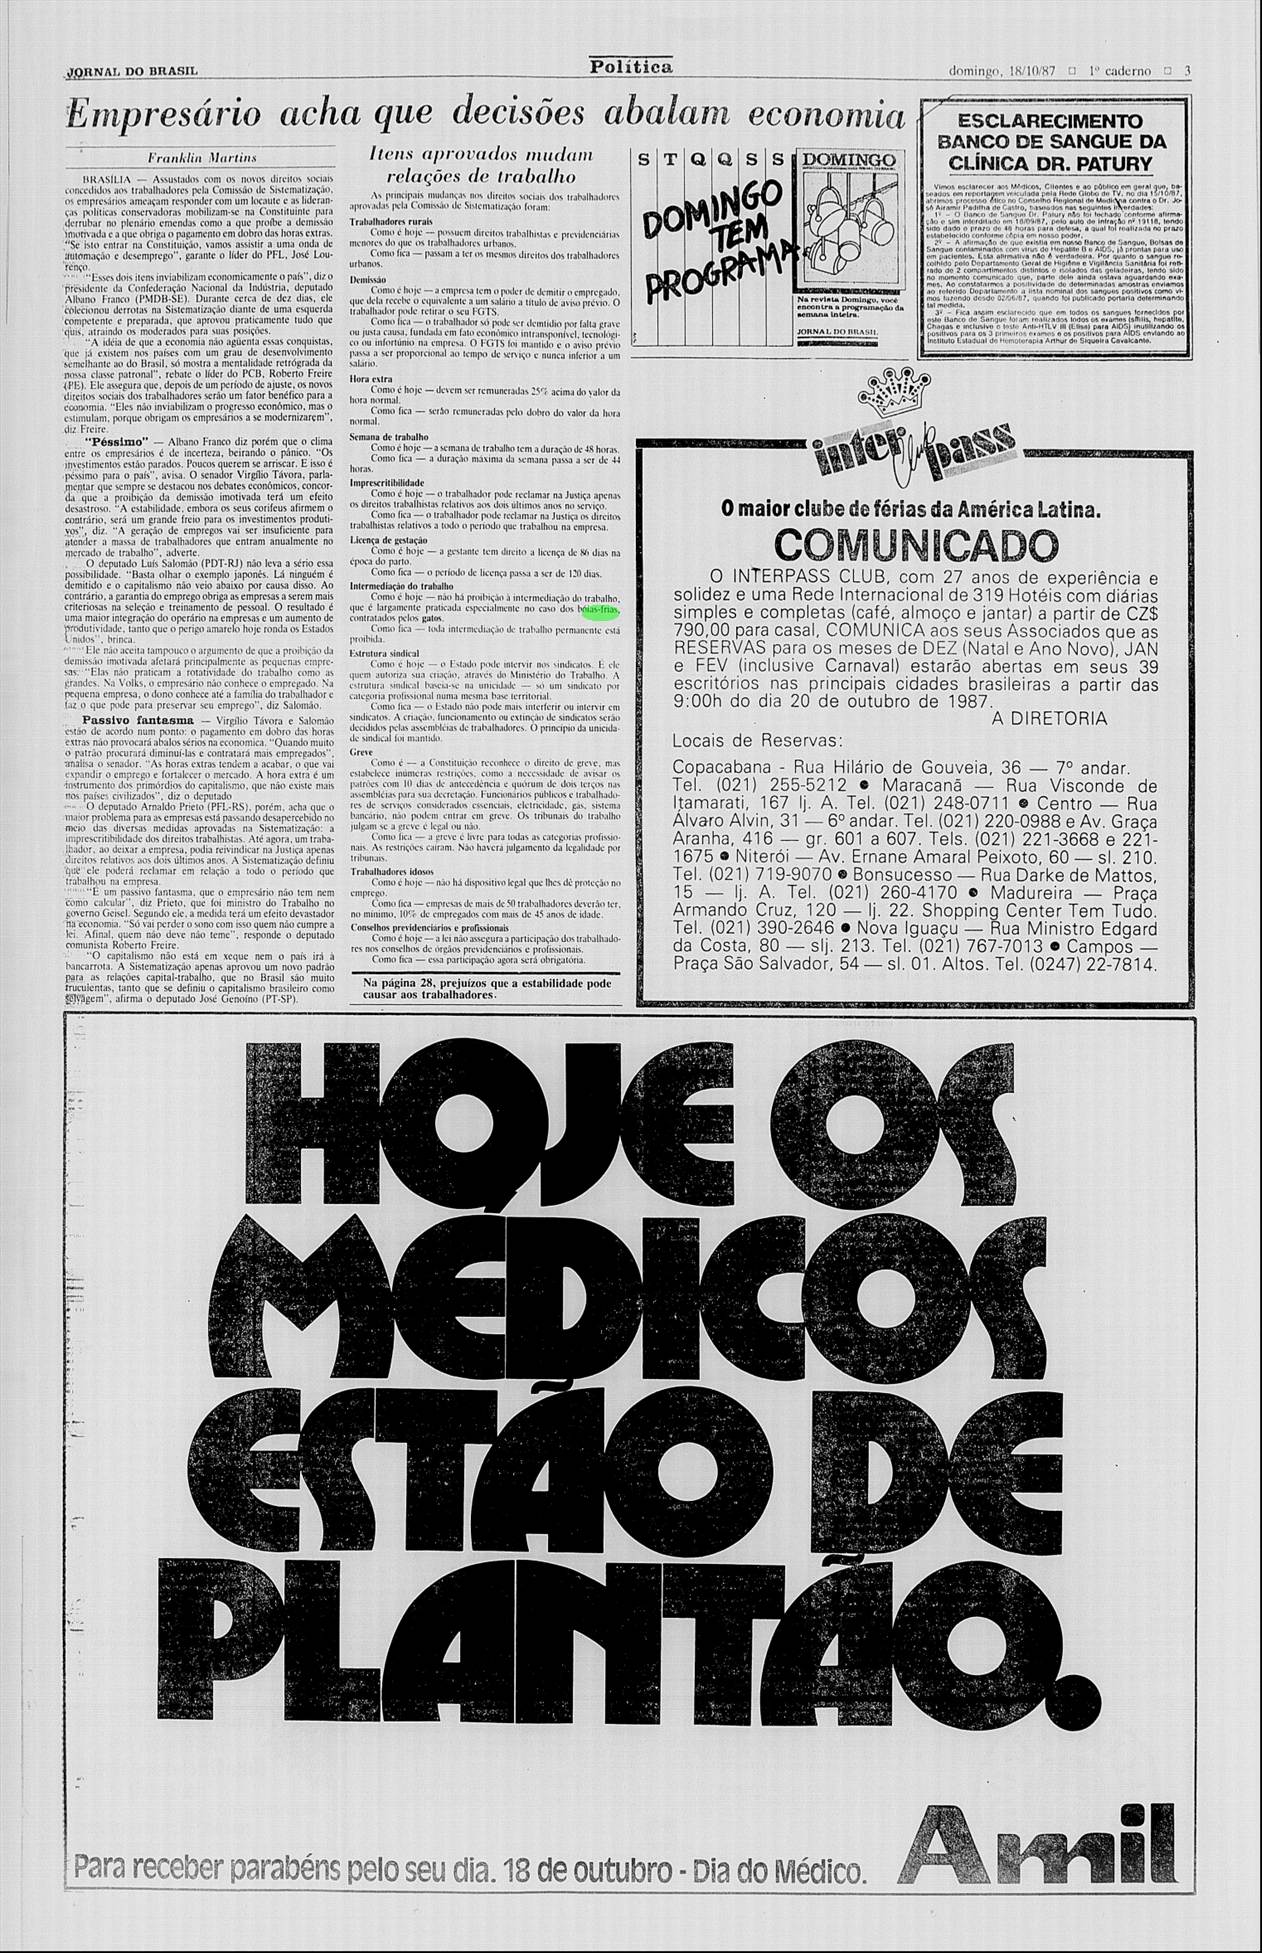 JORNAL DO BRASIL
Política
domingo, 18/10/87 □ 1º caderno □ 3
Empresário acha que decisões abalam economia
Franklin Martins
BRASÍLIA — Assustados com os novos direitos sociais
concedidos aos trabalhadores pela Comissão de Sistematização,
os empresários ameaçam responder com um locaute e as lideran-
ças políticas conservadoras mobilizam-se na Constituinte para
derrubar no plenário emendas como a que proíbe a demissão
imotivada e a que obriga o pagamento em dobro das horas extras.
"Se isto entrar na Constituição, vamos assistir a uma onda de
automação e desemprego", garante o líder do PFL, José Lou-
renço.
"Esses dois itens inviabilizam economicamente o país", diz o
presidente da Confederação Nacional da Indústria, deputado
Albano Franco (PMDB-SE). Durante cerca de dez dias, ele
colecionou derrotas na Sistematização diante de uma esquerda
competente e preparada, que aprovou praticamente tudo que
quis, atraindo os moderados para suas posições.
"A idéia de que a economia não agüenta essas conquistas,
que já existem nos países com um grau de desenvolvimento
semelhante ao do Brasil, só mostra a mentalidade retrógrada da
nossa classe patronal", rebate o líder do PCB, Roberto Freire
(PE). Ele assegura que, depois de um período de ajuste, os novos
direitos sociais dos trabalhadores serão um fator benéfico para a
economia. "Eles não inviabilizam o progresso econômico, mas o
estimulam, porque obrigam os empresários a se modernizarem",
diz Freire.
"Péssimo" — Albano Franco diz porém que o clima
entre os empresários é de incerteza, beirando o pânico. "Os
investimentos estão parados. Poucos querem se arriscar. E isso é
péssimo para o país", avisa. O senador Virgílio Távora, parla-
mentar que sempre se destacou nos debates econômicos, concor-
da que a proibição da demissão imotivada terá um efeito
desastroso. "A estabilidade, embora os seus corifeus afirmem o
contrário, será um grande freio para os investimentos produti-
vos", diz. "A geração de empregos vai ser insuficiente para
atender a massa de trabalhadores que entram anualmente no
mercado de trabalho", adverte.
O deputado Luís Salomão (PDT-RJ) não leva a sério essa
possibilidade. "Basta olhar o exemplo japonês. Lá ninguém é
demitido e o capitalismo não veio abaixo por causa disso. Ao
contrário, a garantia do emprego obriga as empresas a serem mais
criteriosas na seleção e treinamento de pessoal. O resultado é
uma maior integração do operário na empresas e um aumento de
produtividade, tanto que o perigo amarelo hoje ronda os Estados
Unidos", brinca.
Ele não aceita tampouco o argumento de que a proibição da
demissão imotivada afetará principalmente as pequenas empre-
sas. "Elas não praticam a rotatividade do trabalho como as
grandes. Na Volks, o empresário não conhece o empregado. Na
pequena empresa, o dono conhece até a família do trabalhador e
faz o que pode para preservar seu emprego", diz Salomão.
Passivo fantasma — Virgílio Távora e Salomão
estão de acordo num ponto: o pagamento em dobro das horas
extras não provocará abalos sérios na economica. "Quando muito
o patrão procurará diminuí-las e contratará mais empregados",
analisa o senador. "As horas extras tendem a acabar, o que vai
expandir o emprego e fortalecer o mercado. A hora extra é um
instrumento dos primórdios do capitalismo, que não existe mais
nos países civilizados", diz o deputado
O deputado Arnaldo Prieto (PFL-RS), porém, acha que o
maior problema para as empresas está passando desapercebido no
meio das diversas medidas aprovadas na Sistematização: a
imprescritibilidade dos direitos trabalhistas. Até agora, um traba-
lhador, ao deixar a empresa, podia reivindicar na Justiça apenas
direitos relativos aos dois últimos anos. A Sistematização definiu
que ele poderá reclamar em relação a todo o período que
trabalhou na empresa.
"É um passivo fantasma, que o empresário não tem nem
como calcular", diz Prieto, que foi ministro do Trabalho no
governo Geisel. Segundo ele, a medida terá um efeito devastador
na economia. "Só vai perder o sono com isso quem não cumpre a
lei. Afinal, quem não deve não teme", responde o deputado
comunista Roberto Freire.
"O capitalismo não está em xeque nem o país irá à
bancarrota. A Sistematização apenas aprovou um novo padrão
para as relações capital-trabalho, que no Brasil são muito
truculentas, tanto que se definiu o capitalismo brasileiro como
selvagem", afirma o deputado José Genoíno (PT-SP).
Itens aprovados mudam
relações de trabalho
As principais mudanças nos direitos sociais dos trabalhadores
aprovadas pela Comissão de Sistematização foram:
Trabalhadores rurais
Como é hoje — possuem direitos trabalhistas e previdenciárias
menores do que os trabalhadores urbanos.
Como fica — passam a ter os mesmos direitos dos trabalhadores
urbanos.
Demissão
Como é hoje — a empresa tem o poder de demitir o empregado,
que dela recebe o equivalente a um salário a título de aviso prévio. O
trabalhador pode retirar o seu FGTS.
Como fica — o trabalhador só pode ser demitido por falta grave
ou justa causa, fundada em fato econômico intransponível, tecnológi-
co ou infortúnio na empresa. O FGTS foi mantido e o aviso prévio
passa a ser proporcional ao tempo de serviço e nunca inferior a um
salário.
Hora extra
Como é hoje — devem ser remuneradas 25% acima do valor da
hora normal.
Como fica — serão remuneradas pelo dobro do valor da hora
normal.
Semana de trabalho
Como é hoje — a semana de trabalho tem a duração de 48 horas.
Como fica — a duração máxima da semana passa a ser de 44
horas.
Imprescritibilidade
Como é hoje — o trabalhador pode reclamar na Justiça apenas
os direitos trabalhistas relativos aos dois últimos anos no serviço.
Como fica — o trabalhador pode reclamar na Justiça os direitos
trabalhistas relativos a todo o período que trabalhou na empresa.
Licença de gestação
Como é hoje — a gestante tem direito a licença de 86 dias na
época do parto.
Como fica — o período de licença passa a ser de 120 dias.
Intermediação do trabalho
Como é hoje — não há proibição à intermediação do trabalho,
que é largamente praticada especialmente no caso dos bóias-frias,
contratados pelos gatos.
Como fica — toda intermediação de trabalho permanente está
proibida.
Estrutura sindical
Como é hoje — o Estado pode intervir nos sindicatos. É ele
quem autoriza sua criação, através do Ministério do Trabalho. A
estrutura sindical bascia-se na unicidade — só um sindicato por
categoria profissional numa mesma base territorial.
Como fica — o Estado não pode mais interferir ou intervir em
sindicatos. A criação, funcionamento ou extinção de sindicatos serão
decididos pelas assembléias de trabalhadores. O princípio da unicida-
de sindical foi mantido.
Greve
Como é — a Constituição reconhece o direito de greve, mas
estabelece inúmeras restrições, como a necessidade de avisar os
patrões com 10 dias de antecedência e quórum de dois terços nas
assembléias para sua decretação. Funcionários públicos e trabalhado-
res de serviços considerados essenciais, eletricidade, gás, sistema
bancário, não podem entrar em greve. Os tribunais do trabalho
julgam se a greve é legal ou não.
Como fica — a greve é livre para todas as categorias profissio-
nais. As restrições caíram. Não haverá julgamento da legalidade por
tribunais.
Trabalhadores idosos
Como é hoje — não há dispositivo legal que lhes dê proteção no
emprego.
Como fica — empresas de mais de 50 trabalhadores deverão ter,
no mínimo, 10% de empregados com mais de 45 anos de idade.
Conselhos previdenciários e profissionais
Como é hoje — a lei não assegura a participação dos trabalhado-
res nos conselhos de órgãos previdenciários e profissionais.
Como fica — essa participação agora será obrigatória.
Na página 28, prejuízos que a estabilidade pode
causar aos trabalhadores.
S T Q Q S S
DOMINGO
TEM
PROGRAMA
DOMINGO
Na revista Domingo, você
encontra a programação da
semana inteira.
JORNAL DO BRASIL
ESCLARECIMENTO
BANCO DE SANGUE DA
CLÍNICA DR. PATURY
Vimos esclarecer aos Médicos, Clientes e ao público em geral que, ba-
seados em reportagem veiculada pela Rede Globo de TV, no dia 15/10/87,
abrimos processo ético no Conselho Regional de Medicina contra o Dr. Jo-
sé Airamir Padilha de Castro, baseados nas seguintes inverdades:
1º – O Banco de Sangue Dr. Patury não foi fechado conforme afirma-
ção e sim interditado em 18/09/87, pelo auto de infração nº 19118, tendo
sido dado o prazo de 48 horas para defesa, a qual foi realizada no prazo
estabelecido conforme cópia em nosso poder.
2º – A afirmação de que existia em nosso Banco de Sangue, Bolsas de
Sangue contaminados com vírus de Hepatite B e AIDS, já prontas para uso
em pacientes. Esta afirmativa não é verdadeira. Por quanto o sangue re-
colhido pelo Departamento Geral de Higiêne e Vigilância Sanitária foi reti-
rado de 2 compartimentos distintos e isolados das geladeiras, tendo sido
no momento comunicado que, parte dele ainda estava aguardando exa-
mes. Ao constatarmos a positividade de determinadas amostras enviamos
ao referido Departamento a lista nominal dos sangues positivos como vi-
mos fazendo desde 02/06/87, quando foi publicado portaria determinando
tal medida.
3º – Fica assim esclarecido que em todos os sangues fornecidos por
este Banco de Sangue foram realizados todos os exames (sífilis, hepatite,
Chagas e inclusive o teste Anti-HTLV III (Elisa) para AIDS) inutilizando os
positivos para os 3 primeiros exames e os positivos para AIDS enviando ao
Instituto Estadual de Hemoterapia Arthur de Siqueira Cavalcante.
inter Club pass
O maior clube de férias da América Latina.
COMUNICADO
O INTERPASS CLUB, com 27 anos de experiência e
solidez e uma Rede Internacional de 319 Hotéis com diárias
simples e completas (café, almoço e jantar) a partir de CZ$
790,00 para casal, COMUNICA aos seus Associados que as
RESERVAS para os meses de DEZ (Natal e Ano Novo), JAN
e FEV (inclusive Carnaval) estarão abertas em seus 39
escritórios nas principais cidades brasileiras a partir das
9:00h do dia 20 de outubro de 1987.
A DIRETORIA
Locais de Reservas:
Copacabana - Rua Hilário de Gouveia, 36 — 7º andar.
Tel. (021) 255-5212 ● Maracanã — Rua Visconde de
Itamarati, 167 lj. A. Tel. (021) 248-0711 ● Centro — Rua
Álvaro Alvin, 31 — 6º andar. Tel. (021) 220-0988 e Av. Graça
Aranha, 416 — gr. 601 a 607. Tels. (021) 221-3668 e 221-
1675 ● Niterói — Av. Ernane Amaral Peixoto, 60 — sl. 210.
Tel. (021) 719-9070 ● Bonsucesso — Rua Darke de Mattos,
15 — lj. A. Tel. (021) 260-4170 ● Madureira — Praça
Armando Cruz, 120 — lj. 22. Shopping Center Tem Tudo.
Tel. (021) 390-2646 ● Nova Iguaçu — Rua Ministro Edgard
da Costa, 80 — slj. 213. Tel. (021) 767-7013 ● Campos —
Praça São Salvador, 54 — sl. 01. Altos. Tel. (0247) 22-7814.
HOJE OS
MÉDICOS
ESTÃO DE
PLANTÃO.
Para receber parabéns pelo seu dia. 18 de outubro - Dia do Médico.
Amil